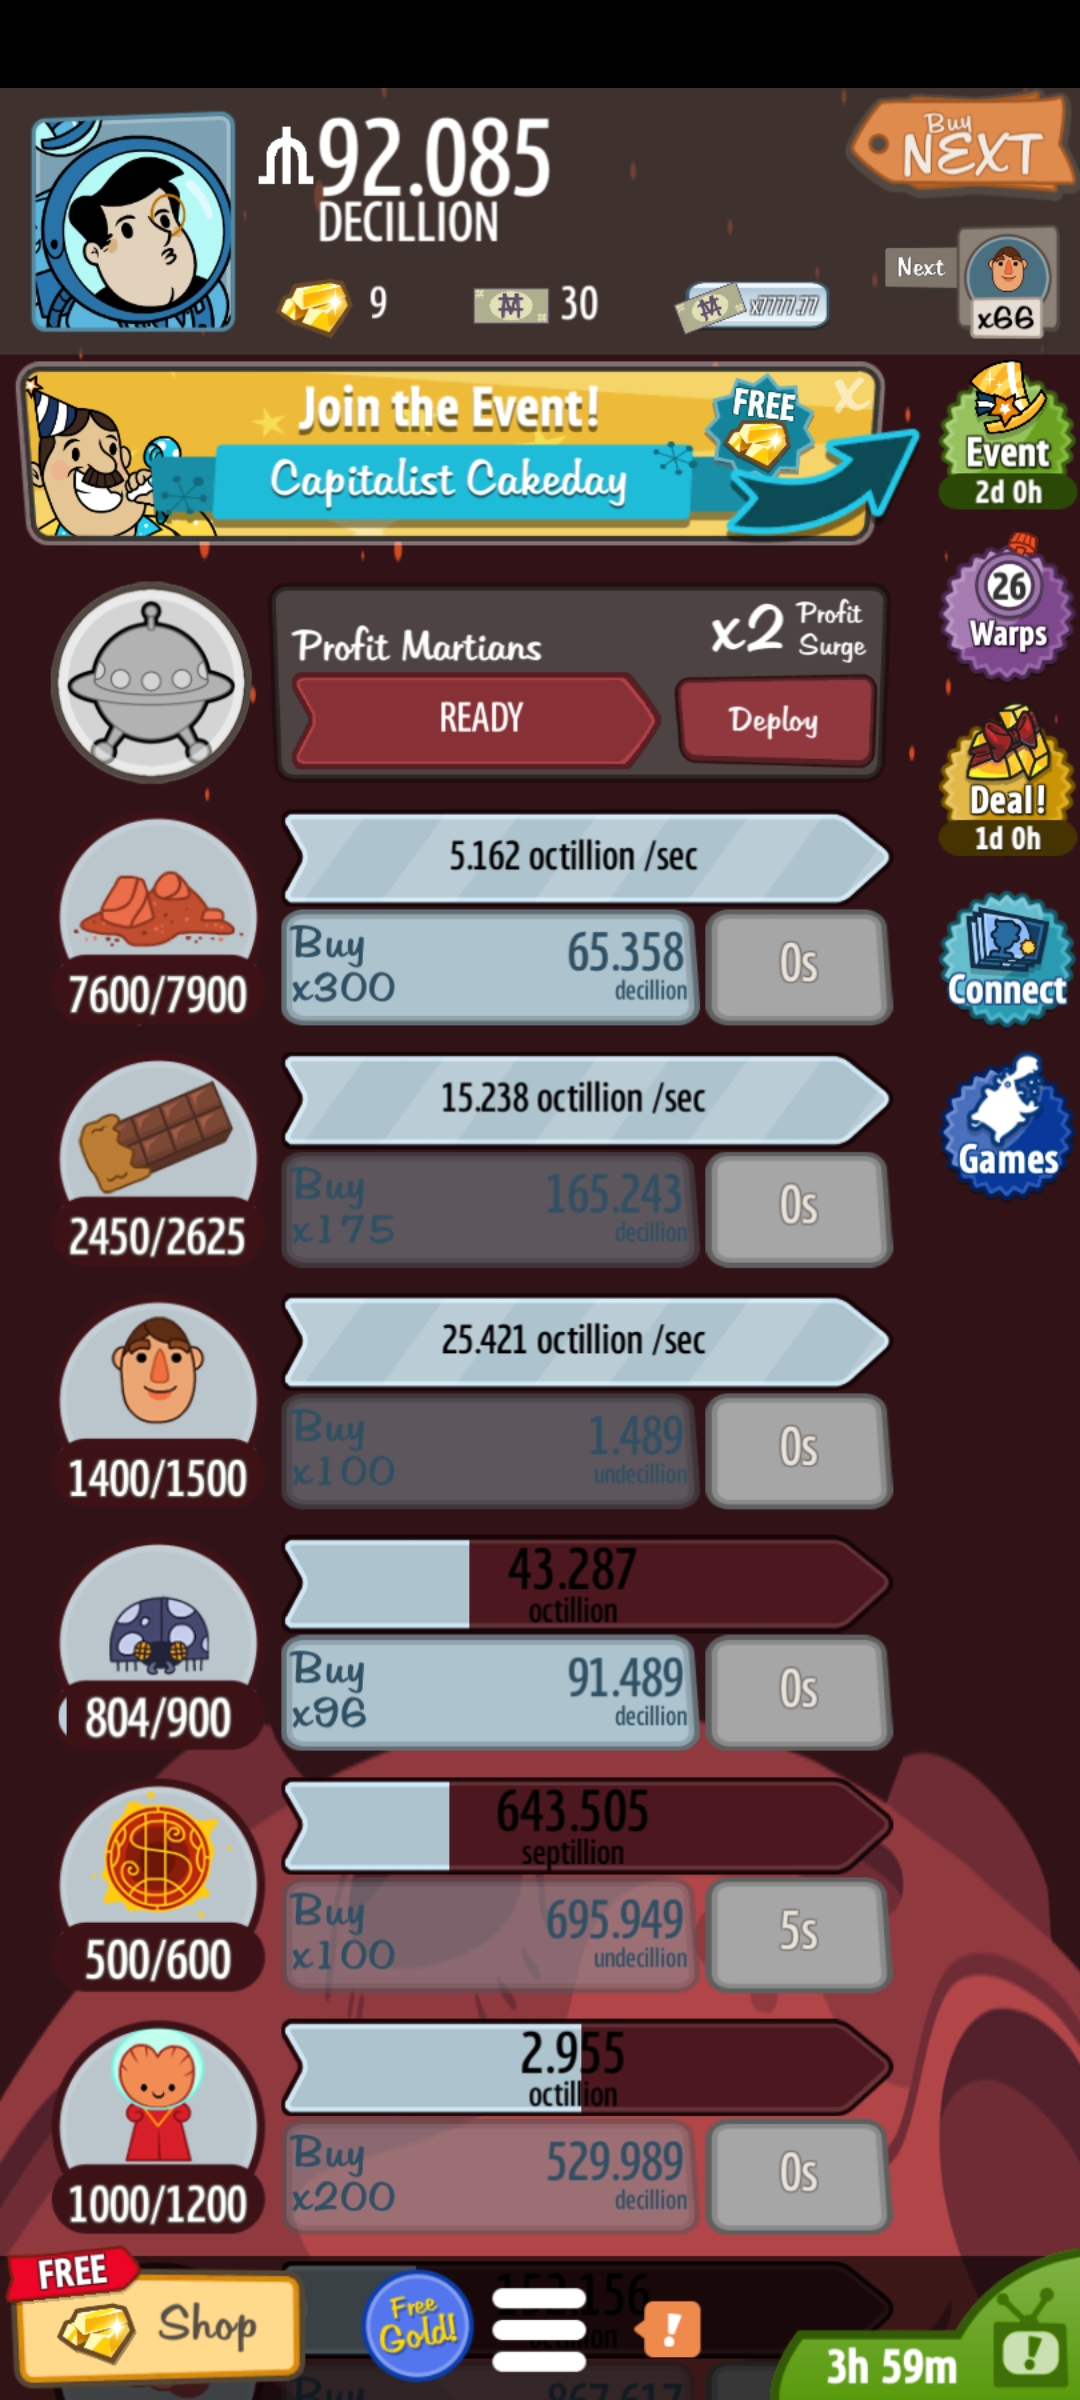 92.085
DECILLION
Buy
NEXT
9
30
x7777.77
Next
x66
Join the Event!
Capitalist Cakeday
FREE
x
Event
2d 0h
Profit Martians
x2 Profit Surge
READY
Deploy
26
Warps
Deal!
1d 0h
5.162 octillion /sec
Buy
x300
65.358
decillion
0s
7600/7900
Connect
15.238 octillion /sec
Buy
x175
165.243
decillion
0s
2450/2625
Games
25.421 octillion /sec
Buy
x100
1.489
undecillion
0s
1400/1500
43.287
octillion
Buy
x96
91.489
decillion
0s
804/900
643.505
septillion
Buy
x100
695.949
undecillion
5s
500/600
2.955
octillion
Buy
x200
529.989
decillion
0s
1000/1200
FREE
Shop
Free
Gold!
!
3h 59m
!
Buy